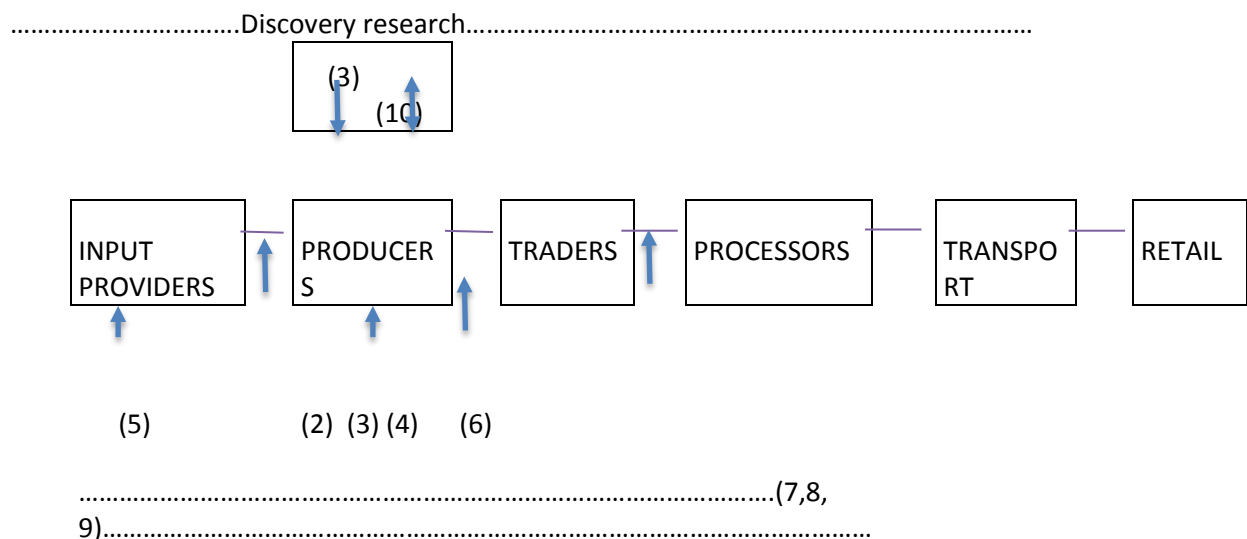 ……………………………….Discovery research…………………………………………………………………………
(3)
(10)
INPUT PROVIDERS
PRODUCER S
TRADERS
PROCESSORS
TRANSPO RT
RETAIL
(5) (2) (3) (4) (6)
………………………………………………………………………………………….(7,8,
9)……………………………………………………………………………………………………